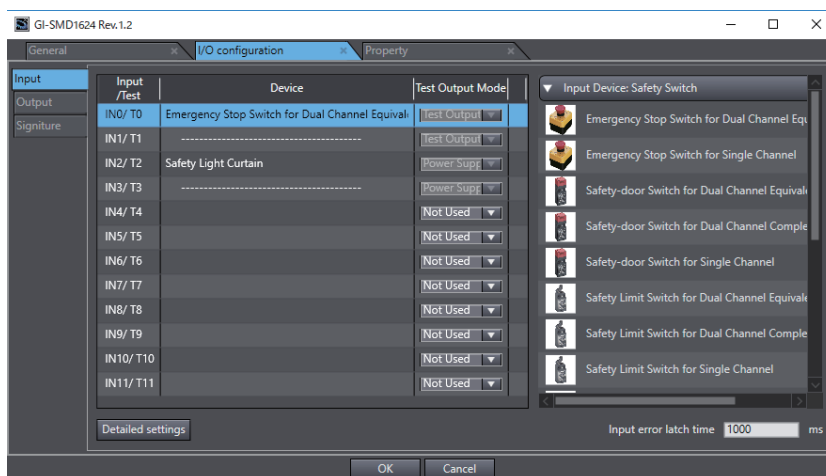 GI-SMD1624 Rev.1.2
General
I/O configuration
Property
Input
Output
Signiture
Input /Test
Device
Test Output Mode
IN0/ T0 Emergency Stop Switch for Dual Channel Equival Test Output
IN1/ T1 --------------------------------------- Test Output
IN2/ T2 Safety Light Curtain Power Supp
IN3/ T3 --------------------------------------- Power Supp
IN4/ T4 Not Used
IN5/ T5 Not Used
IN6/ T6 Not Used
IN7/ T7 Not Used
IN8/ T8 Not Used
IN9/ T9 Not Used
IN10/ T10 Not Used
IN11/ T11 Not Used
Input Device: Safety Switch
Emergency Stop Switch for Dual Channel Equ
Emergency Stop Switch for Single Channel
Safety-door Switch for Dual Channel Equivale
Safety-door Switch for Dual Channel Comple
Safety-door Switch for Single Channel
Safety Limit Switch for Dual Channel Equivale
Safety Limit Switch for Dual Channel Comple
Safety Limit Switch for Single Channel
Detailed settings
Input error latch time 1000 ms
OK
Cancel